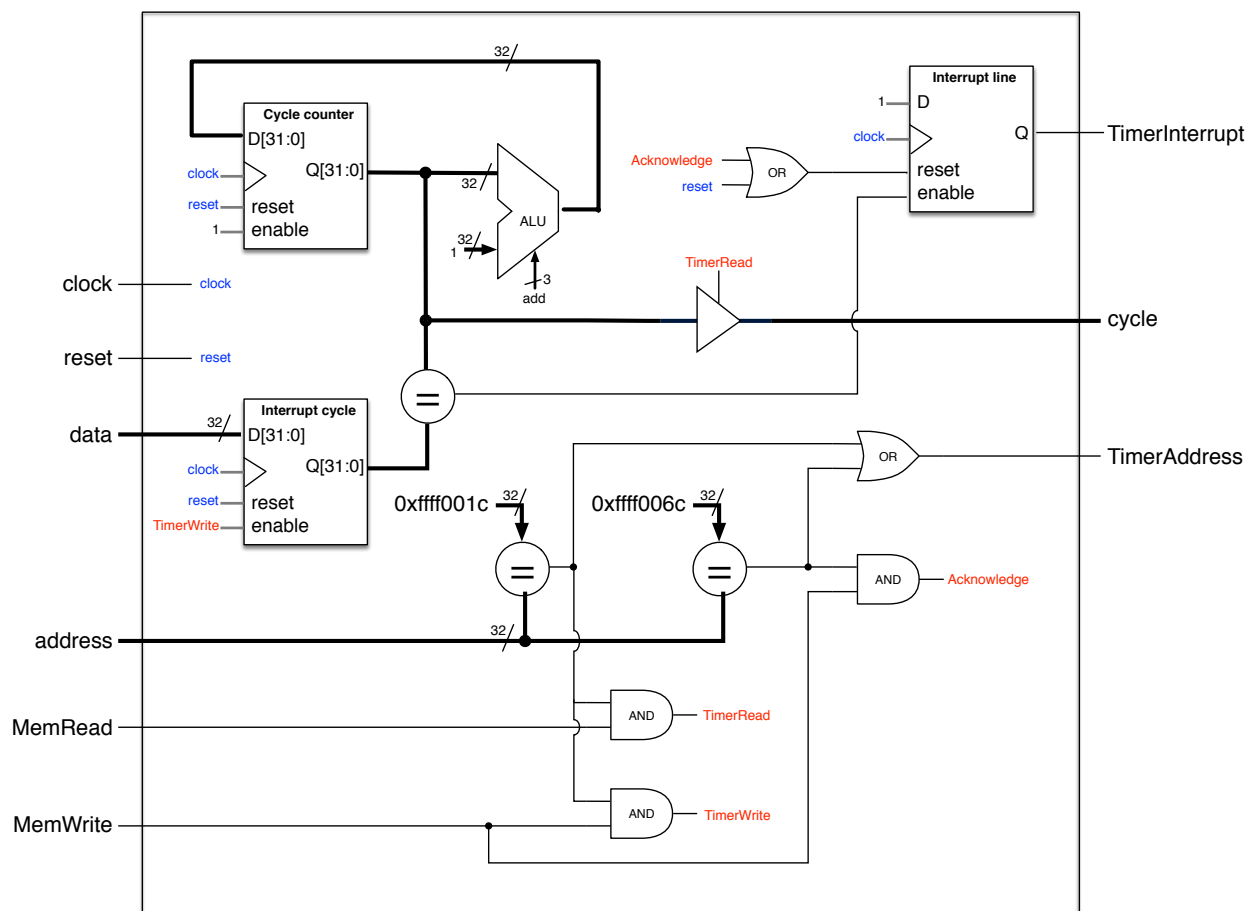 32
Cycle counter
D[31:0]
Q[31:0]
clock
reset
reset
1
enable
32
32
1
ALU
3
add
Interrupt line
1
D
clock
Q
reset
enable
TimerInterrupt
Acknowledge
reset
OR
TimerRead
clock
clock
cycle
reset
reset
=
Interrupt cycle
data
32
D[31:0]
Q[31:0]
clock
reset
reset
TimerWrite
enable
OR
TimerAddress
0xffff001c
32
0xffff006c
32
=
=
AND
Acknowledge
address
32
MemRead
AND
TimerRead
MemWrite
AND
TimerWrite